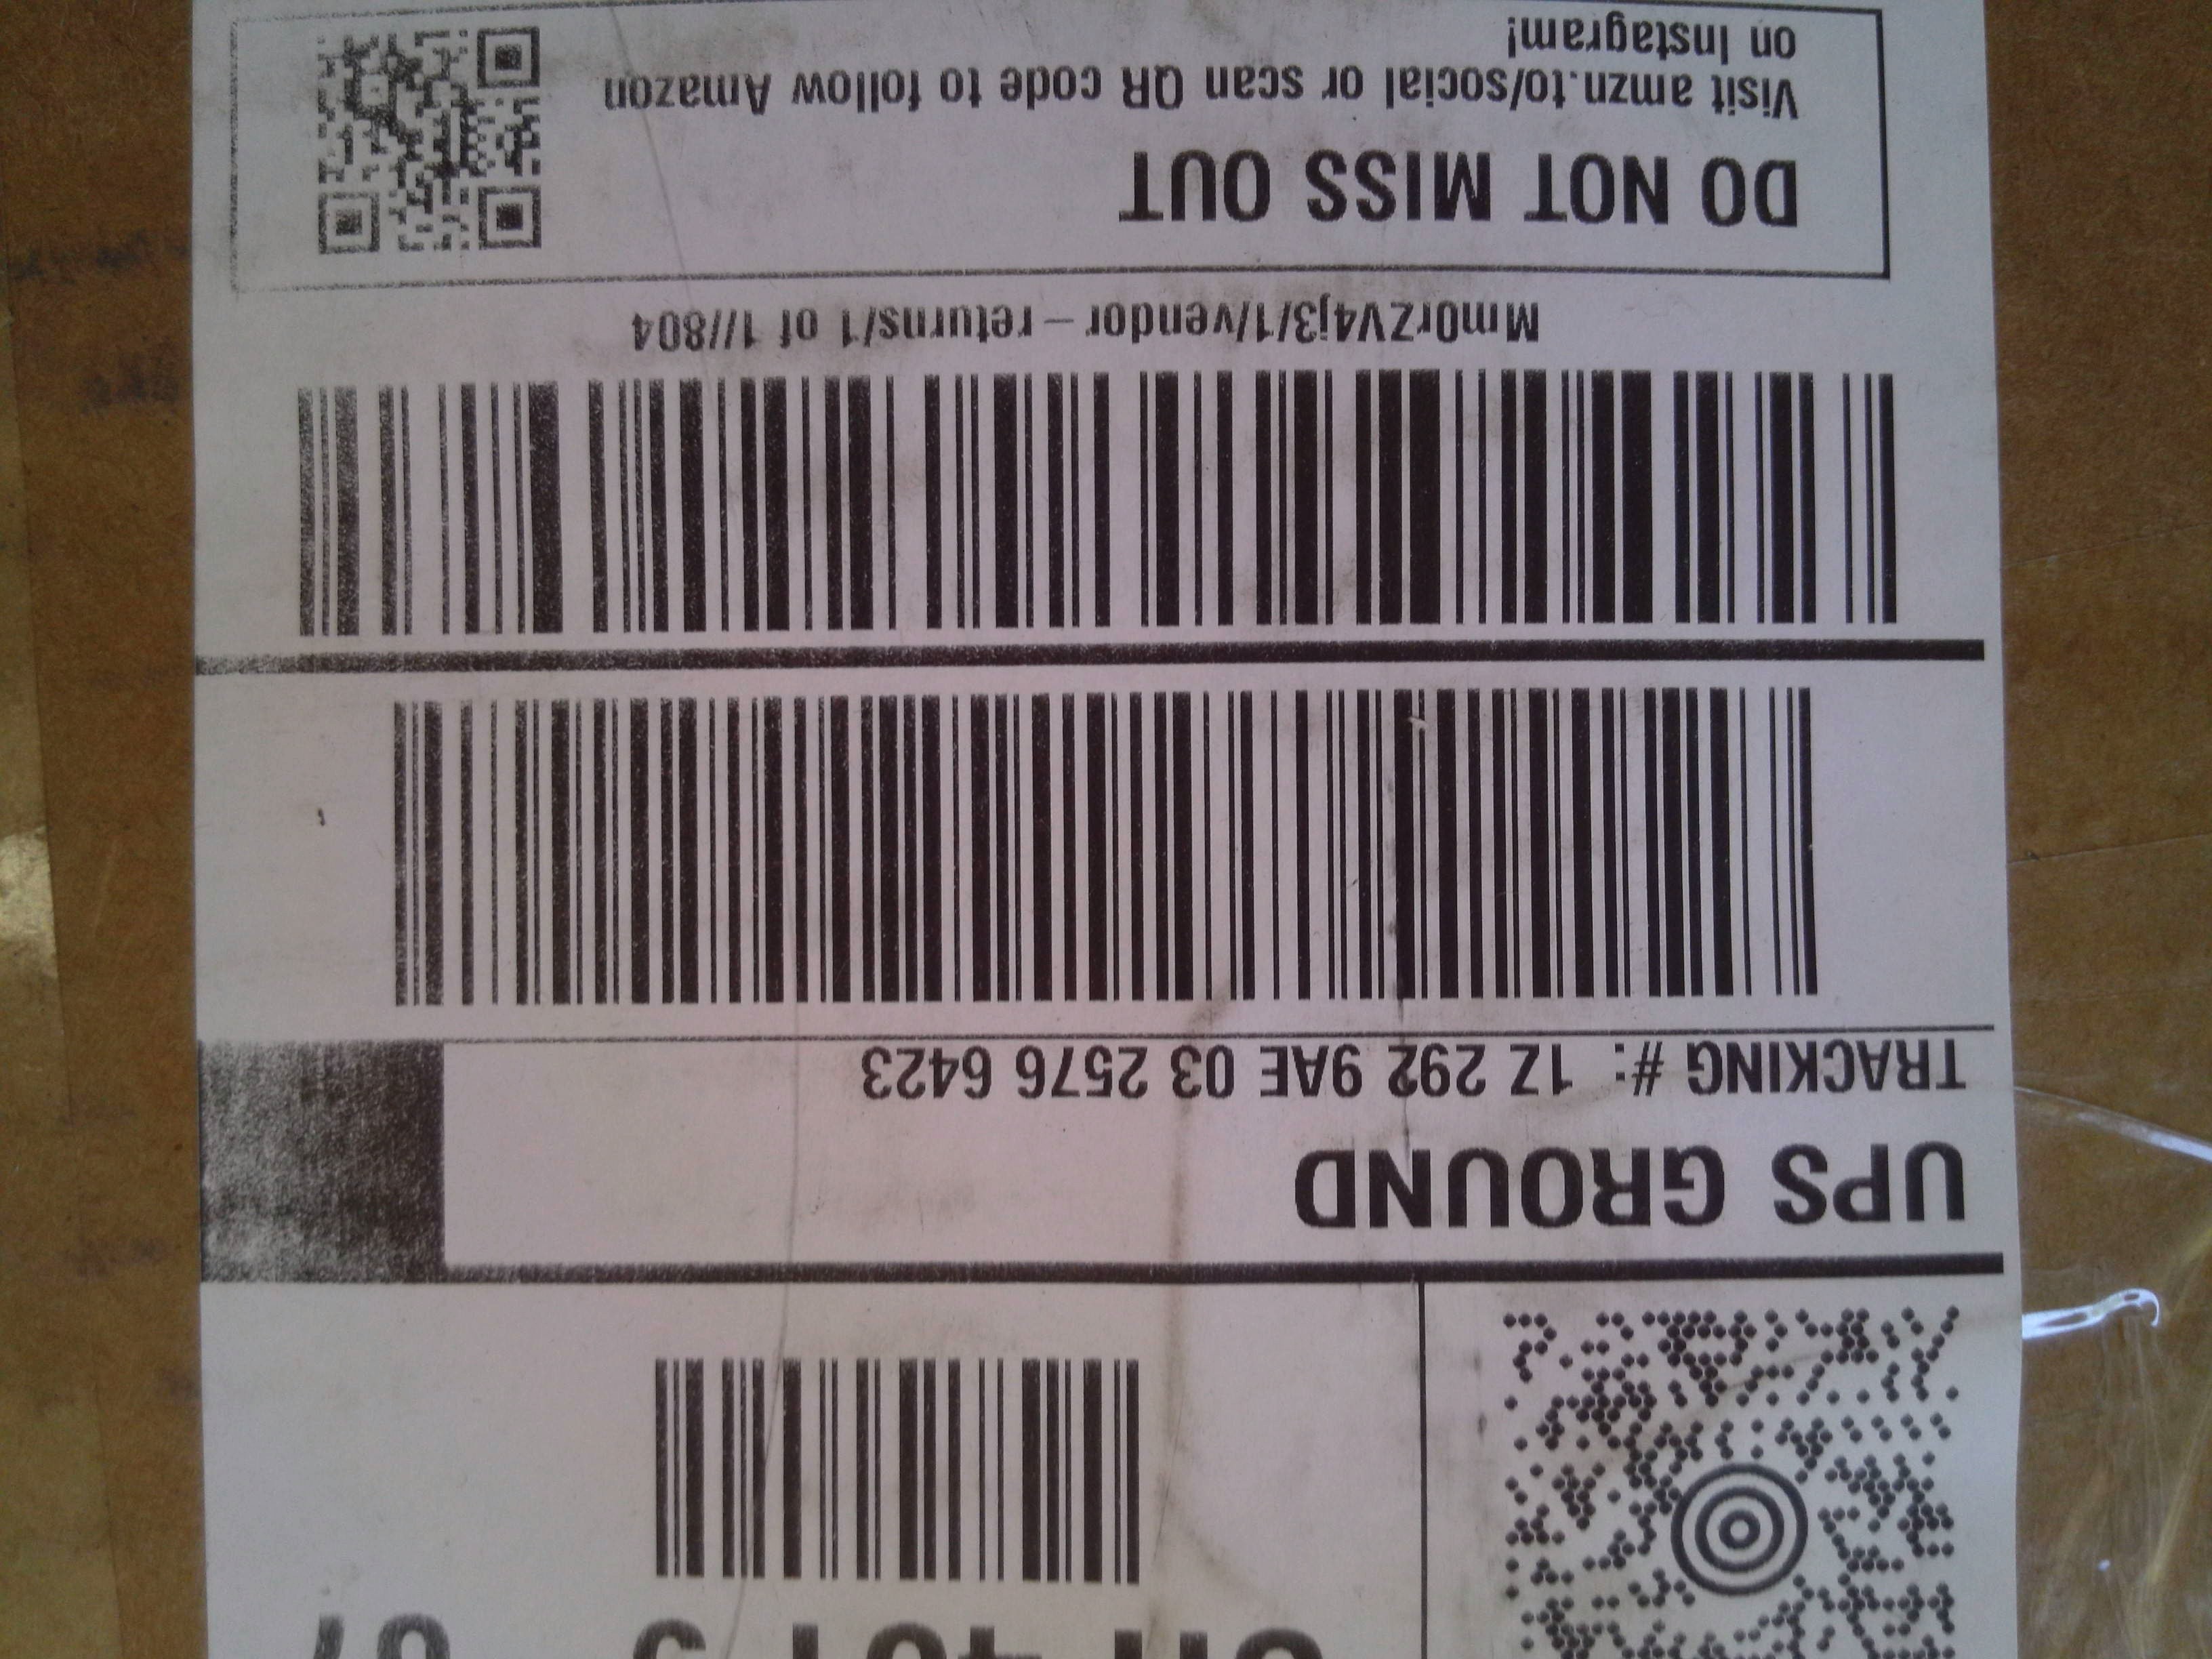 UPS GROUND
TRACKING #: 1Z 292 9AE 03 2576 6423
Mm0rZV4j3/1/vendor – returns/1 of 1//804
DO NOT MISS OUT
Visit amzn.to/social or scan QR code to follow Amazon
on Instagram!